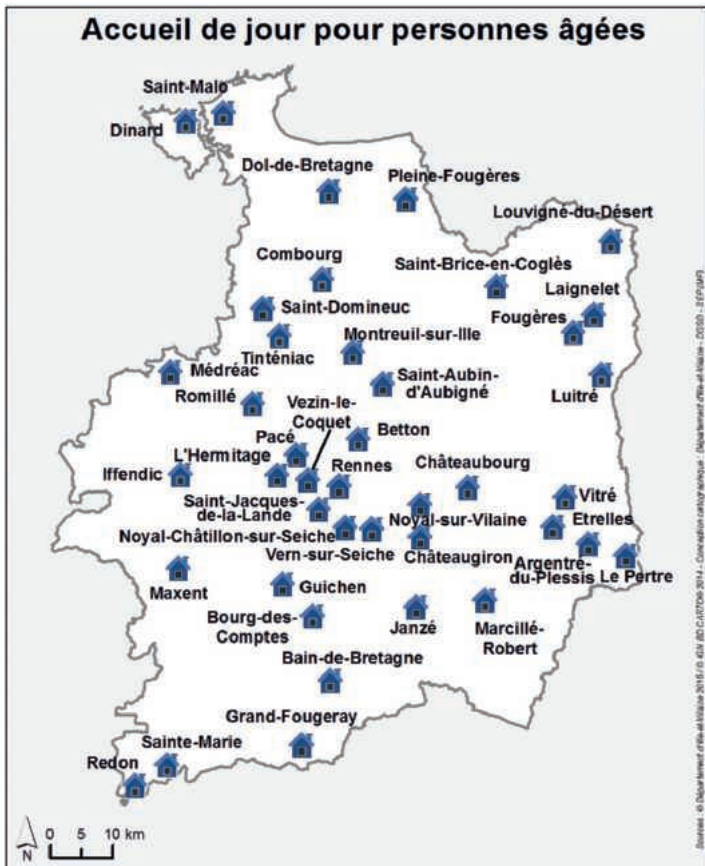 Accueil de jour pour personnes âgées
Saint-Malo
Dinard
Dol-de-Bretagne
Pleine-Fougères
Louvigné-du-Désert
Combourg
Saint-Brice-en-Coglès
Laignelet
Saint-Domineuc
Fougères
Montreuil-sur-Ille
Tinténiac
Médréac
Saint-Aubin-
d'Aubigné
Luitré
Romillé
Vezin-le-
Coquet
Betton
Pacé
L'Hermitage
Rennes
Châteaubourg
Iffendic
Saint-Jacques-
de-la-Lande
Vitré
Noyal-sur-Vilaine
Etrelles
Noyal-Châtillon-sur-Seiche
Vern-sur-Seiche
Châteaugiron
Argentré-
du-Plessis
Le Pertre
Maxent
Guichen
Bourg-des-
Comptes
Janzé
Marcillé-
Robert
Bain-de-Bretagne
Grand-Fougeray
Sainte-Marie
Redon
N
0 5 10 km